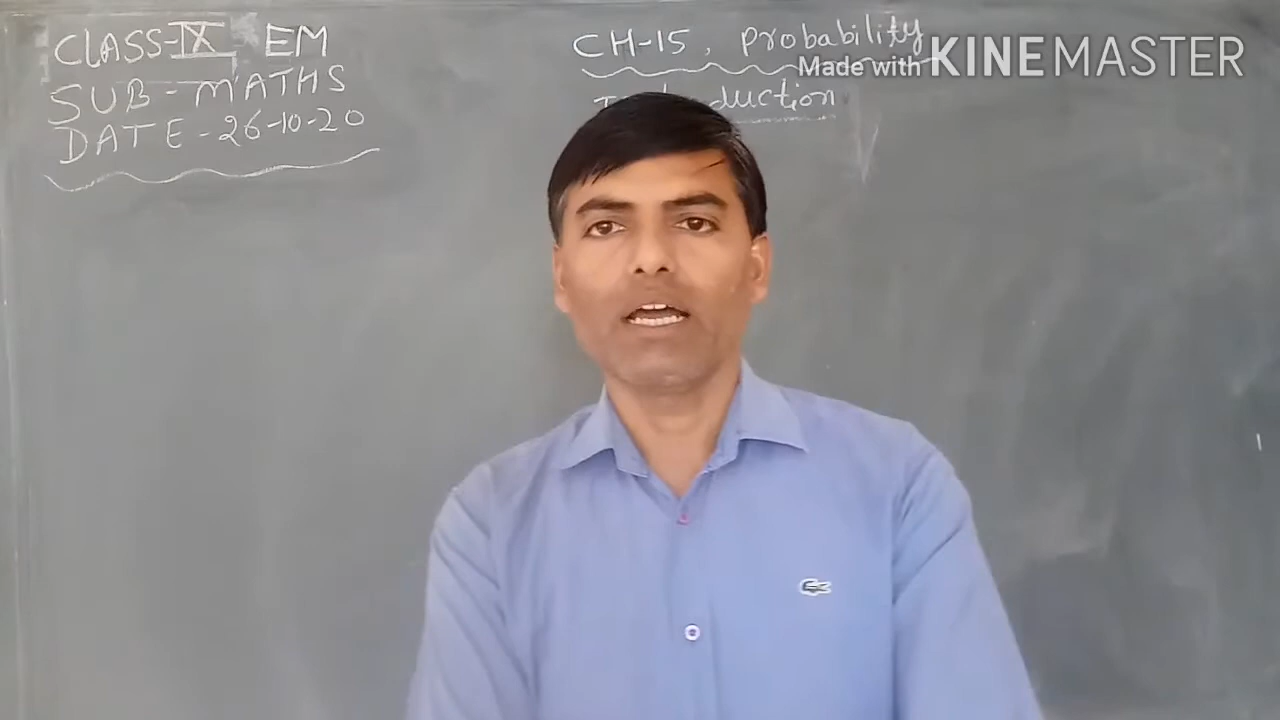 CLASS-IX EM
SUB-MATHS
DATE-26-10-20
CH-15, Probability
Made with KINEMASTER